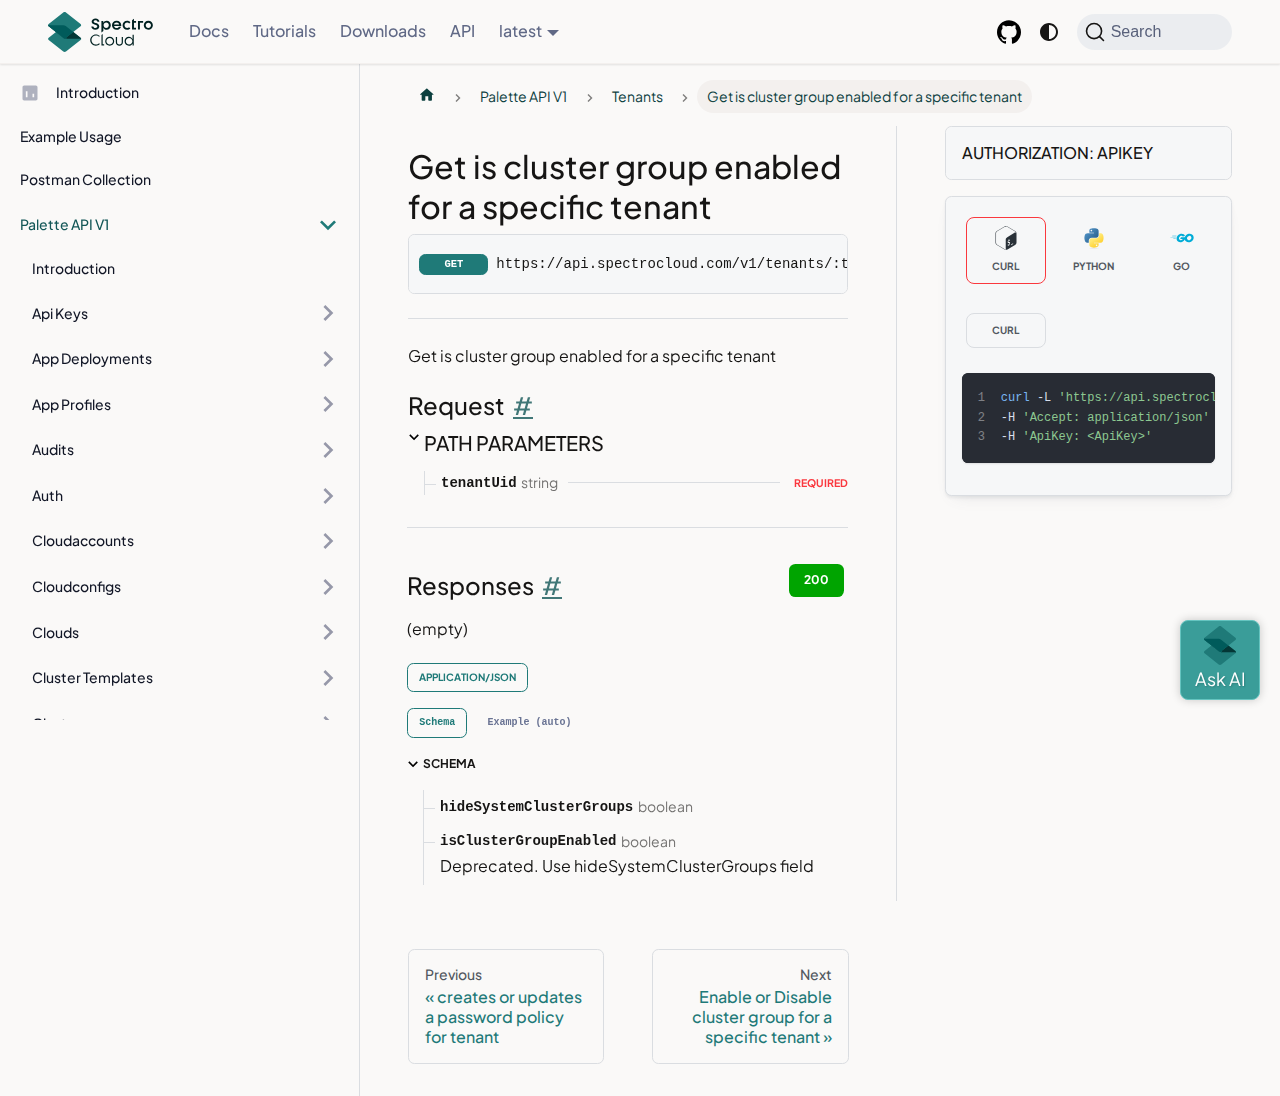 Spectro Cloud
Docs
Tutorials
Downloads
API
latest
Search
Introduction
Example Usage
Postman Collection
Palette API V1
Introduction
Api Keys
App Deployments
App Profiles
Audits
Auth
Cloudaccounts
Cloudconfigs
Clouds
Cluster Templates
Palette API V1
Tenants
Get is cluster group enabled for a specific tenant
Get is cluster group enabled
for a specific tenant
GET https://api.spectrocloud.com/v1/tenants/:t
Get is cluster group enabled for a specific tenant
Request #
PATH PARAMETERS
tenantUid string REQUIRED
Responses # 200
(empty)
APPLICATION/JSON
Schema Example (auto)
SCHEMA
hideSystemClusterGroups boolean
isClusterGroupEnabled boolean
Deprecated. Use hideSystemClusterGroups field
Previous
« creates or updates
a password policy
for tenant
Next
Enable or Disable
cluster group for a
specific tenant »
AUTHORIZATION: APIKEY
CURL PYTHON GO
CURL
1 curl -L 'https://api.spectrocl
2 -H 'Accept: application/json'
3 -H 'ApiKey: <ApiKey>'
Ask AI